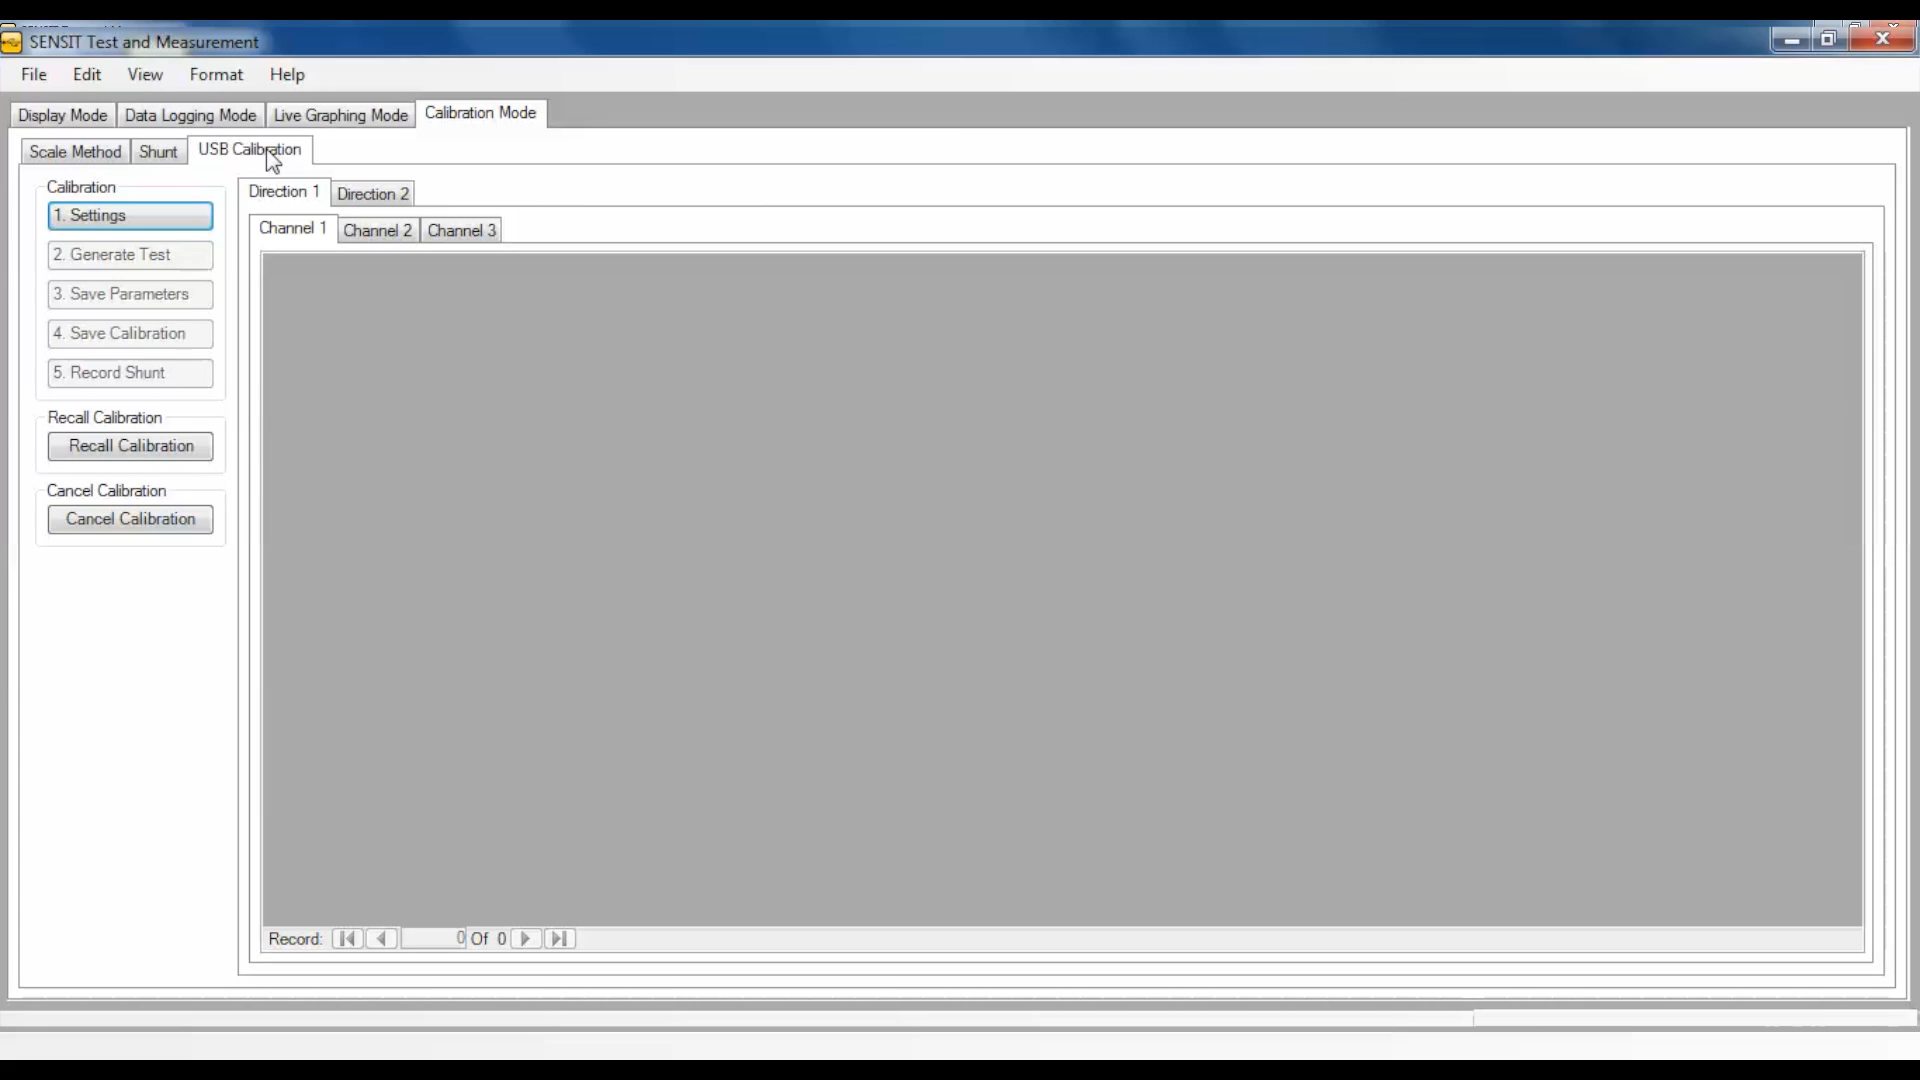 SENSIT Test and Measurement
File Edit View Format Help
Display Mode Data Logging Mode Live Graphing Mode Calibration Mode
Scale Method Shunt USB Calibration
Calibration
1. Settings
2. Generate Test
3. Save Parameters
4. Save Calibration
5. Record Shunt
Recall Calibration
Recall Calibration
Cancel Calibration
Cancel Calibration
Direction 1 Direction 2
Channel 1 Channel 2 Channel 3
Record: 0 Of 0